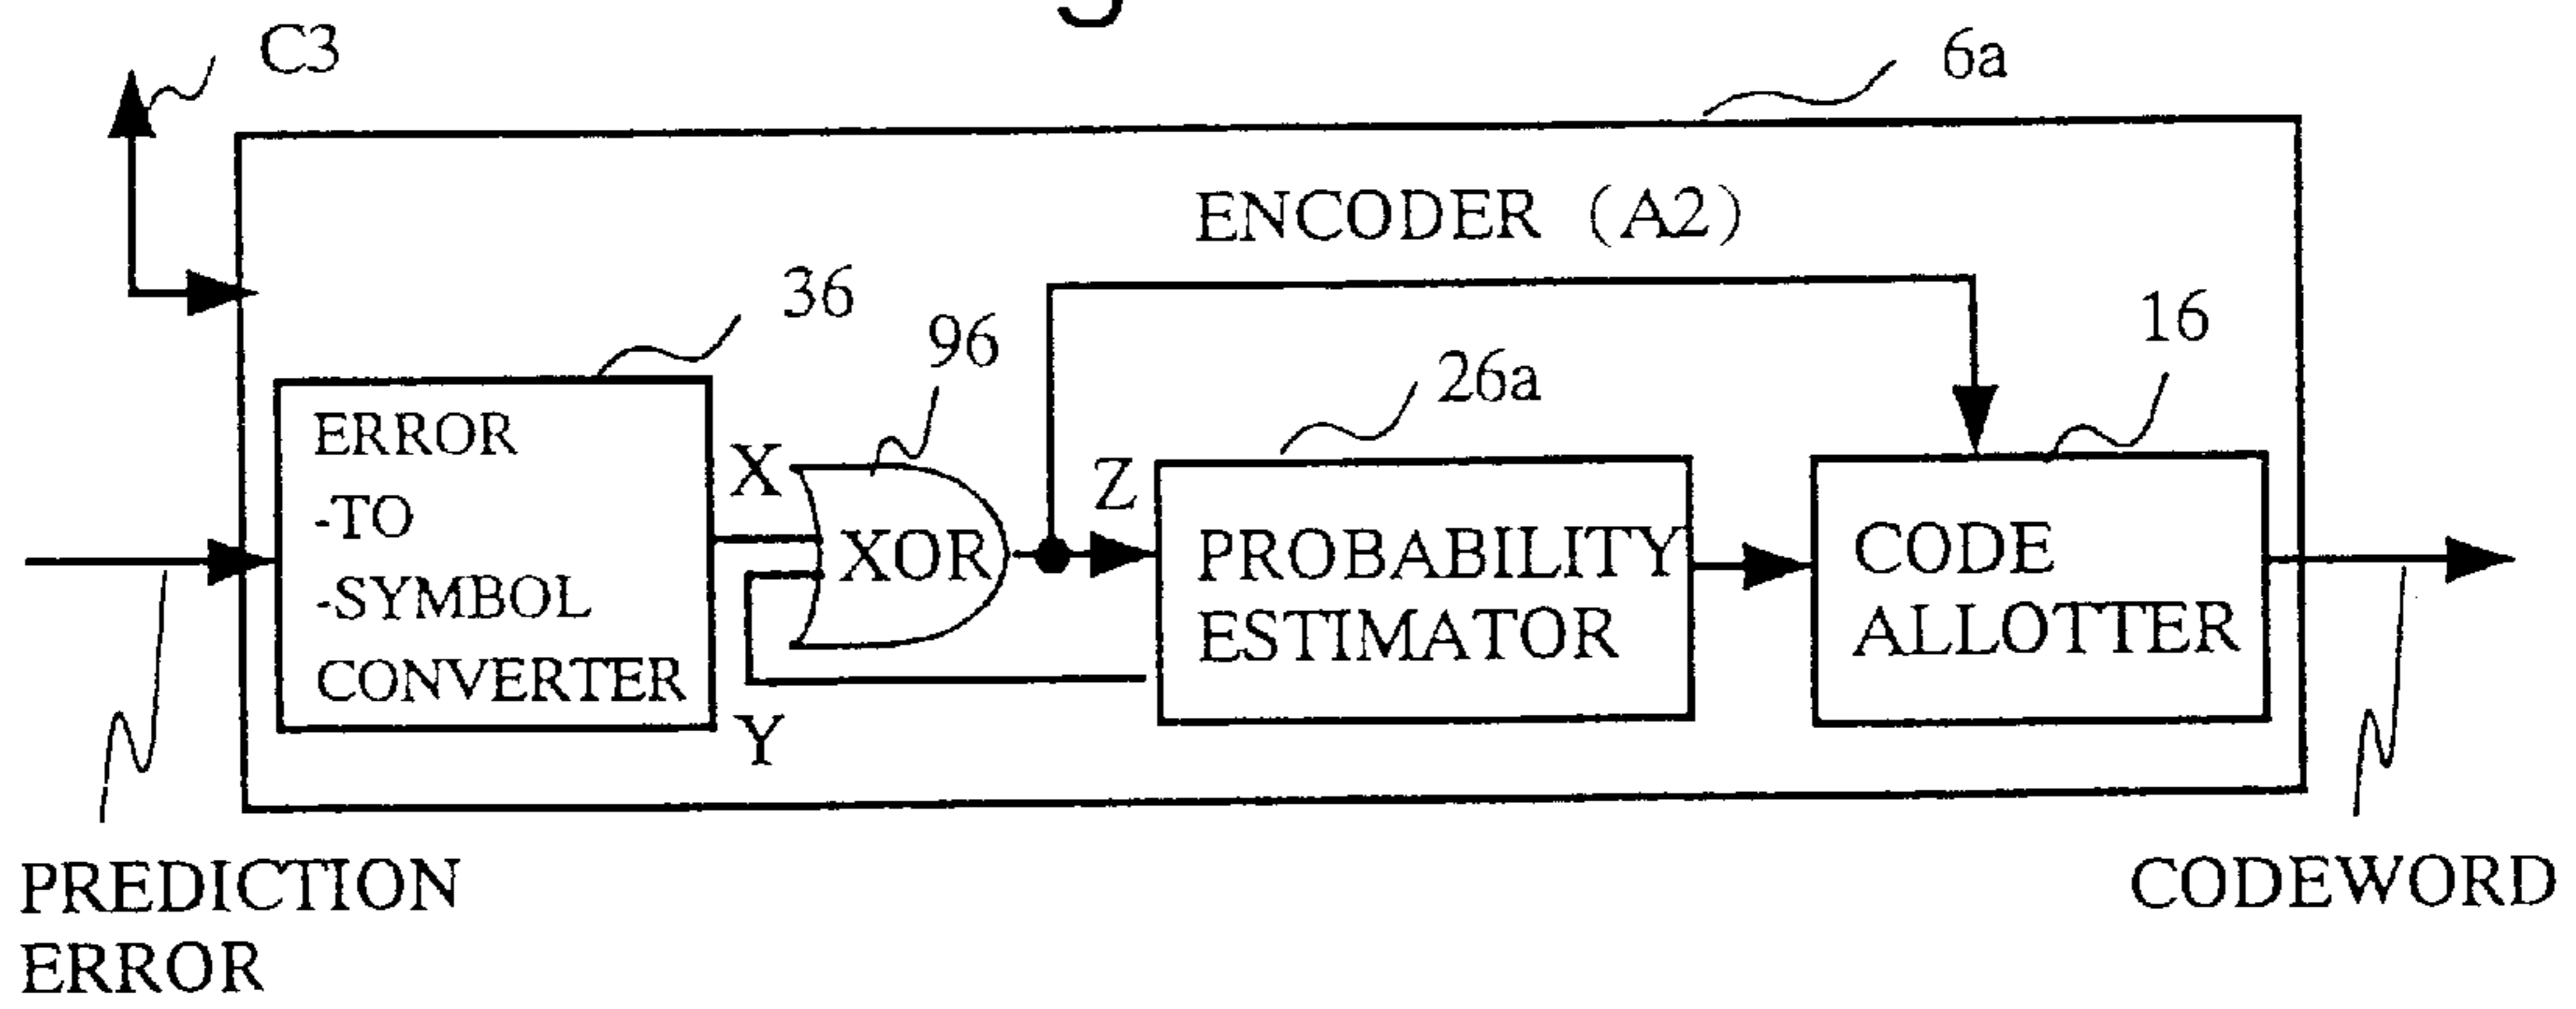 C3
6a
ENCODER (A2)
36
96
26a
16
ERROR
-TO
-SYMBOL
CONVERTER
X
Y
XOR
Z
PROBABILITY
ESTIMATOR
CODE
ALLOTTER
PREDICTION
ERROR
CODEWORD